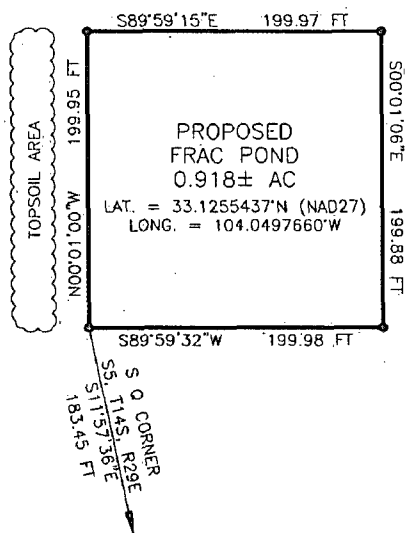 S89°59'15"E 199.97 FT
TOPSOIL AREA
N00°01'00"W 199.95 FT
PROPOSED
FRAC POND
0.918± AC
LAT. = 33.1255437°N (NAD27)
LONG. = 104.0497660°W
S00°01'06"E 199.88 FT
S89°59'32"W 199.98 FT
S Q CORNER
S5, T14S, R29E
S11°57'36"E
183.45 FT